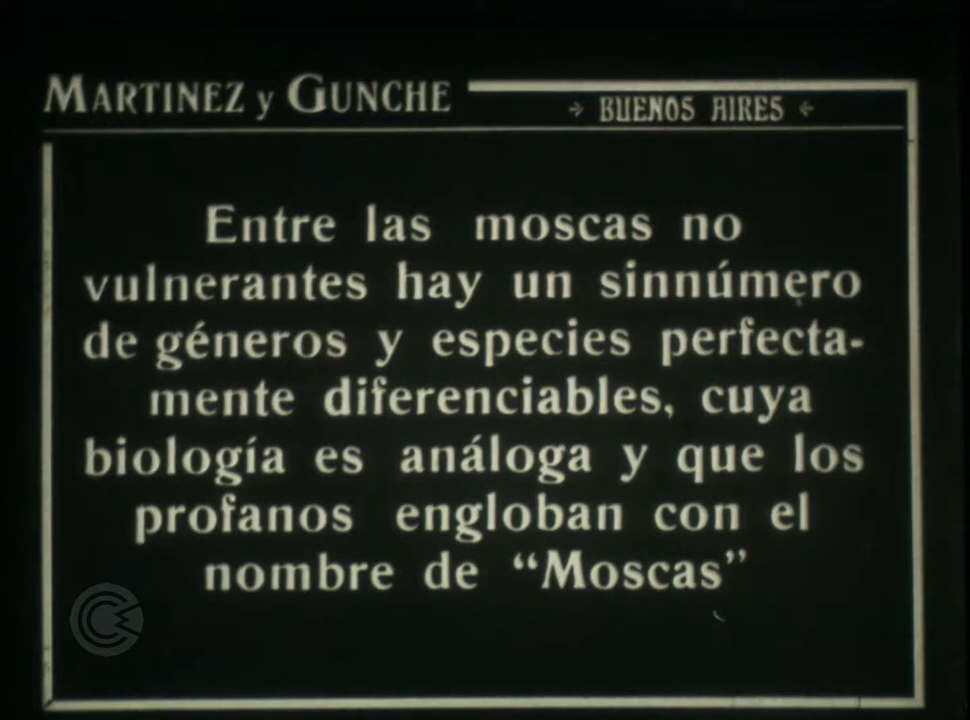 MARTINEZ y GUNCHE
BUENOS AIRES
Entre las moscas no
vulnerantes hay un sinnúmero
de géneros y especies perfecta-
mente diferenciables, cuya
biología es análoga y que los
profanos engloban con el
nombre de “Moscas”